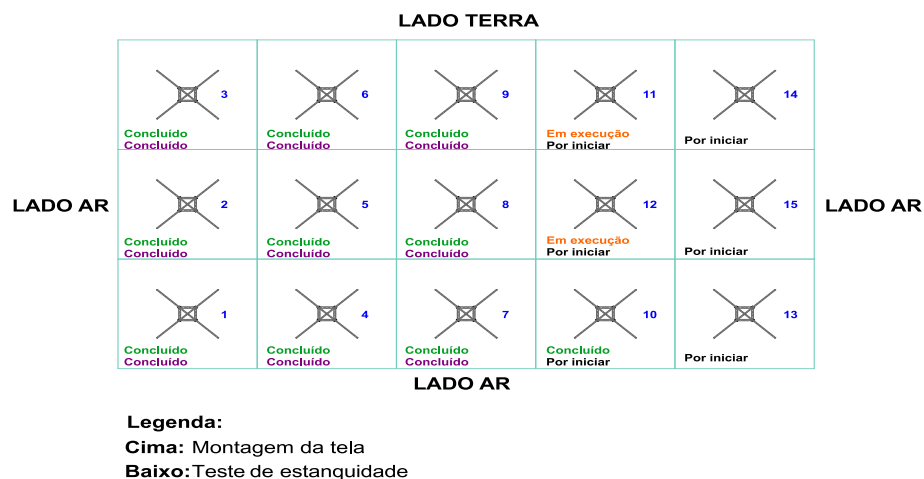 LADO TERRA
3
6
9
11
14
Concluído
Concluído
Concluído
Concluído
Concluído
Concluído
Em execução
Por iniciar
Por iniciar
LADO AR
2
5
8
12
15
LADO AR
Concluído
Concluído
Concluído
Concluído
Concluído
Concluído
Em execução
Por iniciar
Por iniciar
1
4
7
10
13
Concluído
Concluído
Concluído
Concluído
Concluído
Concluído
Concluído
Por iniciar
Por iniciar
LADO AR
Legenda:
Cima: Montagem da tela
Baixo: Teste de estanquidade